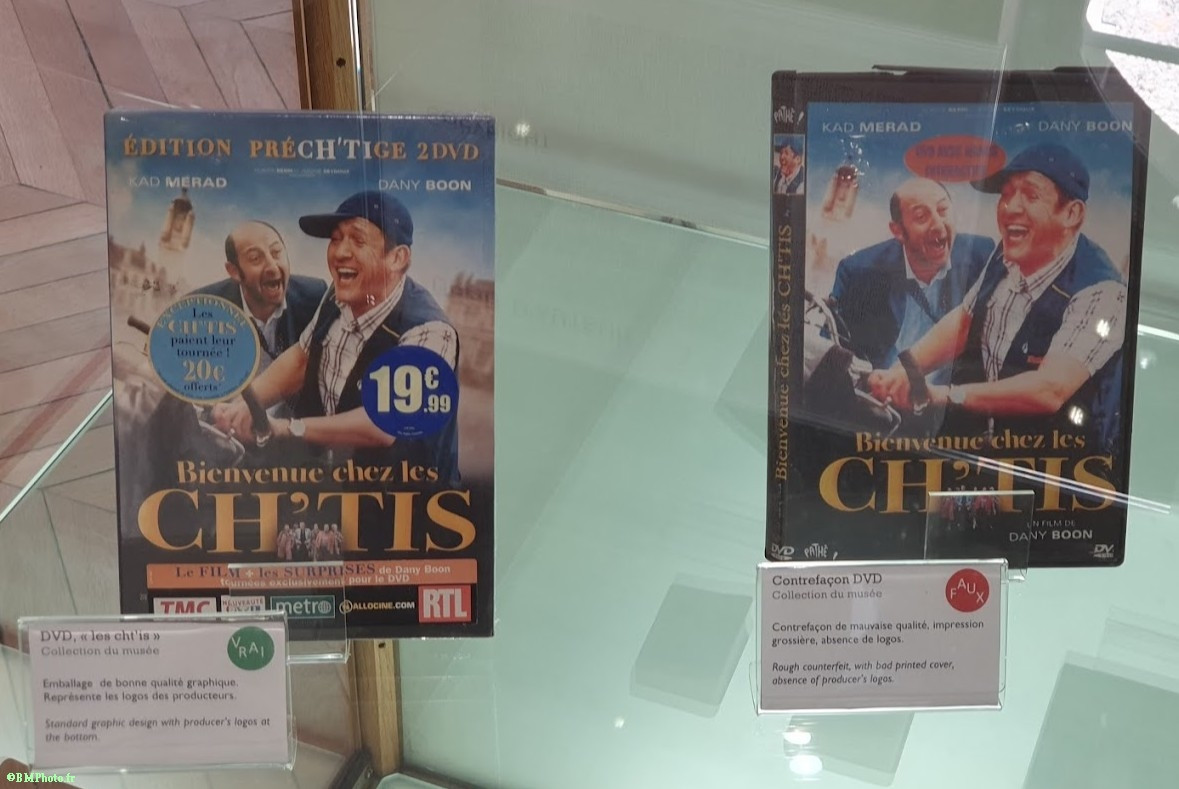 ÉDITION PRÉCH'TIGE 2DVD
KAD MERAD
DANY BOON
EXCEPTIONNEL
Les
CH'TIS
paient leur
tournée !
20€
offerts*
19€
.99
Bienvenue chez les
CH'TIS
Le FILM + les SURPRISES de Dany Boon
tournées exclusivement pour le DVD
TMC
metro
ALLOCINE.COM
RTL
DVD, « les cht'is »
Collection du musée
VRAI
Emballage de bonne qualité graphique.
Représente les logos des producteurs.
Standard graphic design with producer's logos at
the bottom.
PATHÉ!
Bienvenue chez les CH'TIS
DVD
KAD MERAD
DANY BOON
Bienvenue chez les
CH'TIS
UN FILM DE
DANY BOON
PATHÉ!
DV
Contrefaçon DVD
Collection du musée
FAUX
Contrefaçon de mauvaise qualité, impression
grossière, absence de logos.
Rough counterfeit, with bad printed cover,
absence of producer's logos.
©BMPhoto.fr